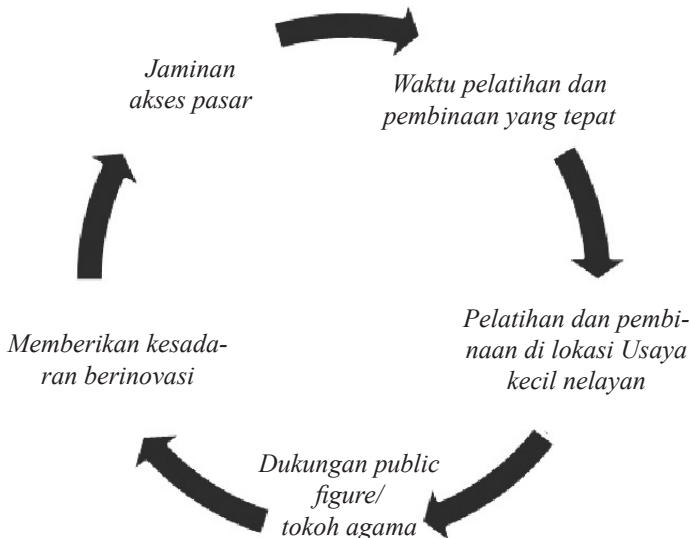 Jaminan
akses pasar
Waktu pelatihan dan
pembinaan yang tepat
Pelatihan dan pembi-
naan di lokasi Usaya
kecil nelayan
Dukungan public
figure/
tokoh agama
Memberikan kesada-
ran berinovasi